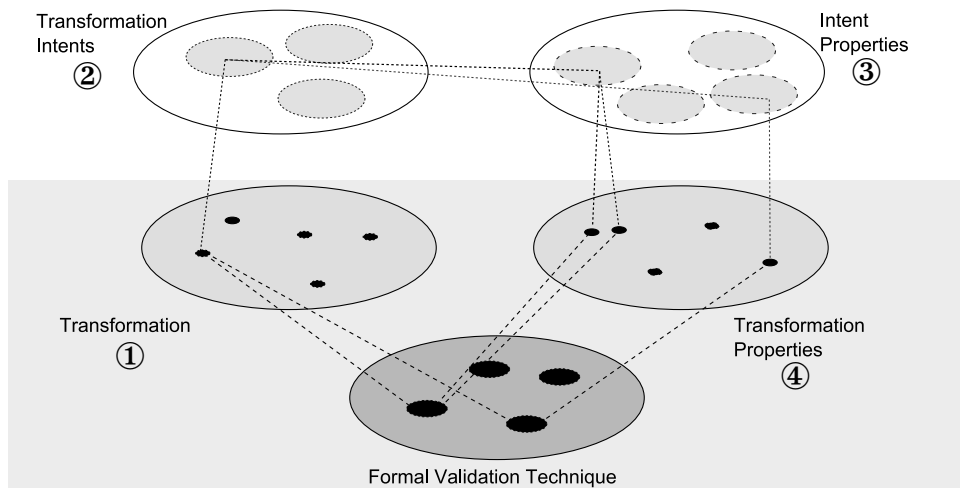 Transformation
Intents
②
Intent
Properties
③
Transformation
①
Transformation
Properties
④
Formal Validation Technique